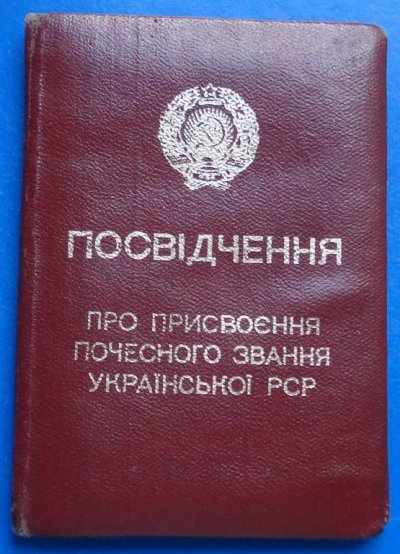 ПОСВІДЧЕННЯ
ПРО ПРИСВОЄННЯ
ПОЧЕСНОГО ЗВАННЯ
УКРАЇНСЬКОЇ РСР